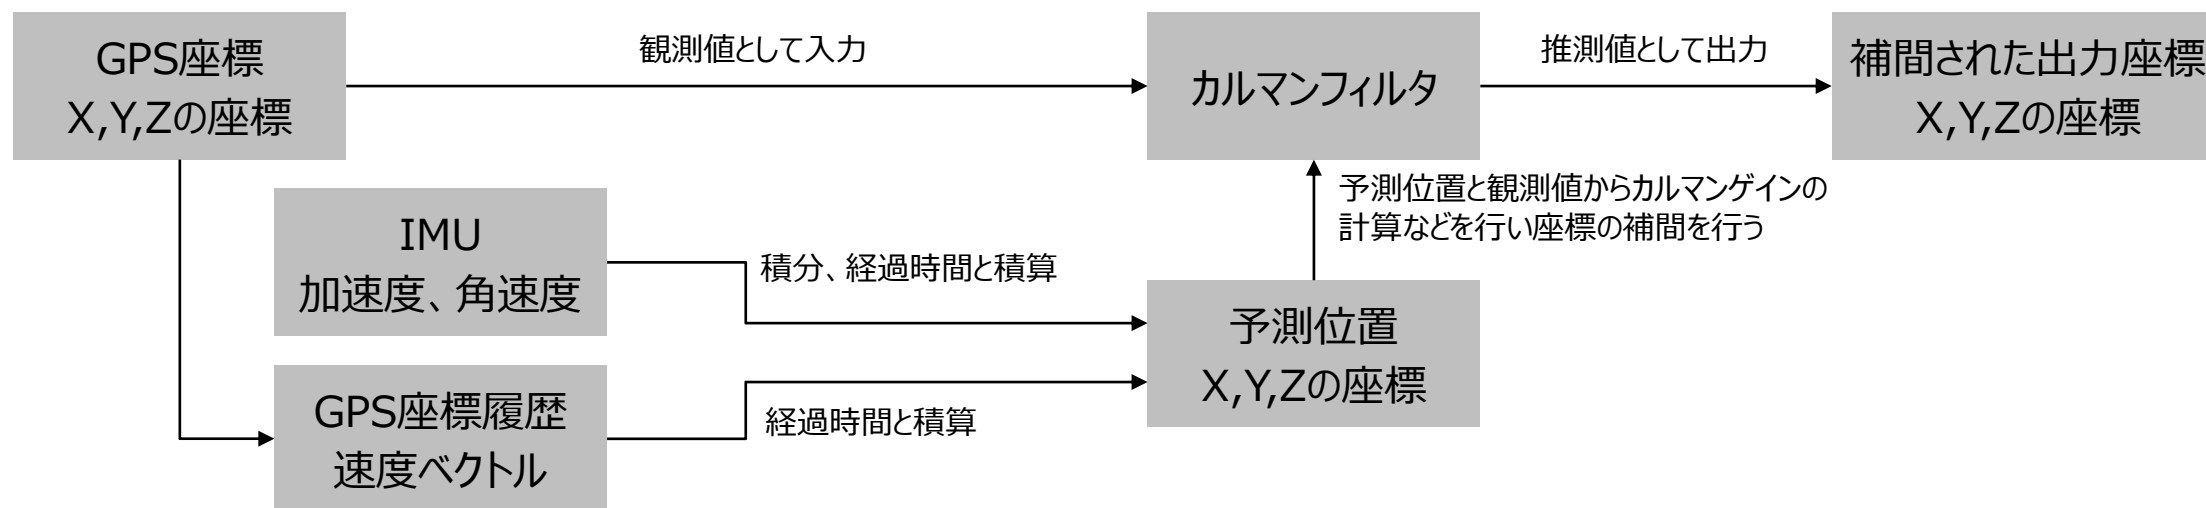 GPS座標
X,Y,Zの座標
観測値として入力
カルマンフィルタ
推測値として出力
補間された出力座標
X,Y,Zの座標
予測位置と観測値からカルマンゲインの
計算などを行い座標の補間を行う
IMU
加速度、角速度
積分、経過時間と積算
予測位置
X,Y,Zの座標
GPS座標履歴
速度ベクトル
経過時間と積算